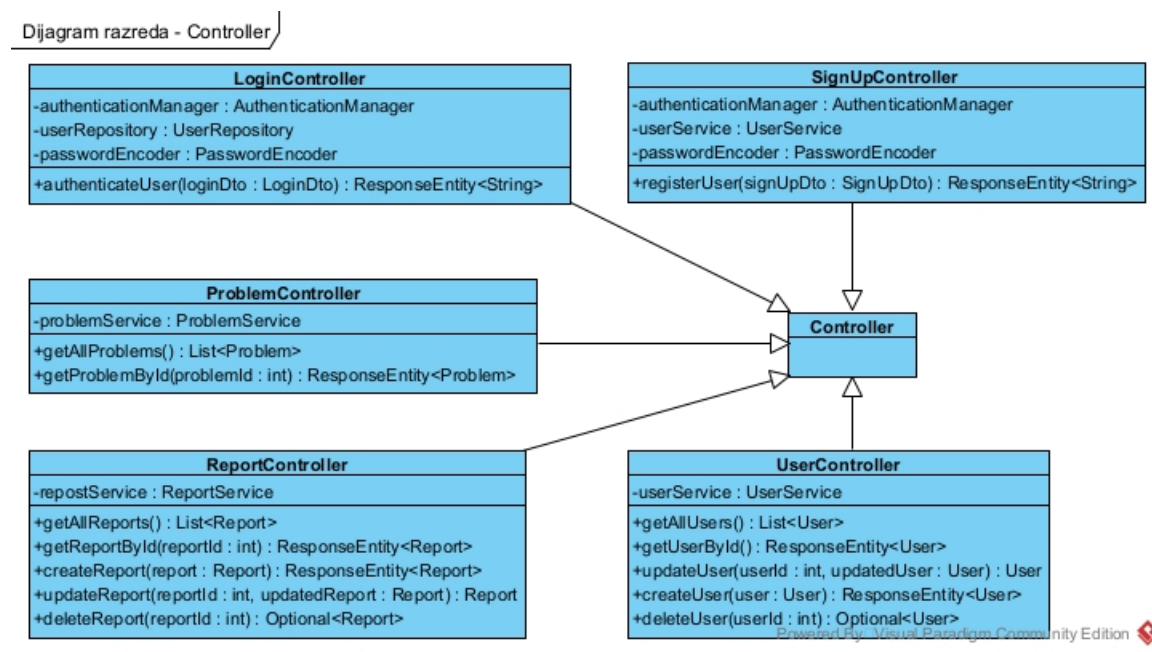 Dijagram razreda - Controller
LoginController
-authenticationManager : AuthenticationManager
-userRepository : UserRepository
-passwordEncoder : PasswordEncoder
+authenticateUser(loginDto : LoginDto) : ResponseEntity<String>
SignUpController
-authenticationManager : AuthenticationManager
-userService : UserService
-passwordEncoder : PasswordEncoder
+registerUser(signUpDto : SignUpDto) : ResponseEntity<String>
ProblemController
-problemService : ProblemService
+getAllProblems() : List<Problem>
+getProblemById(problemId : int) : ResponseEntity<Problem>
Controller
ReportController
-repostService : ReportService
+getAllReports() : List<Report>
+getReportById(reportId : int) : ResponseEntity<Report>
+createReport(report : Report) : ResponseEntity<Report>
+updateReport(reportId : int, updatedReport : Report) : Report
+deleteReport(reportId : int) : Optional<Report>
UserController
-userService : UserService
+getAllUsers() : List<User>
+getUserById() : ResponseEntity<User>
+updateUser(userId : int, updatedUser : User) : User
+createUser(user : User) : ResponseEntity<User>
+deleteUser(userId : int) : Optional<User>
Powered By: Visual Paradigm Community Edition